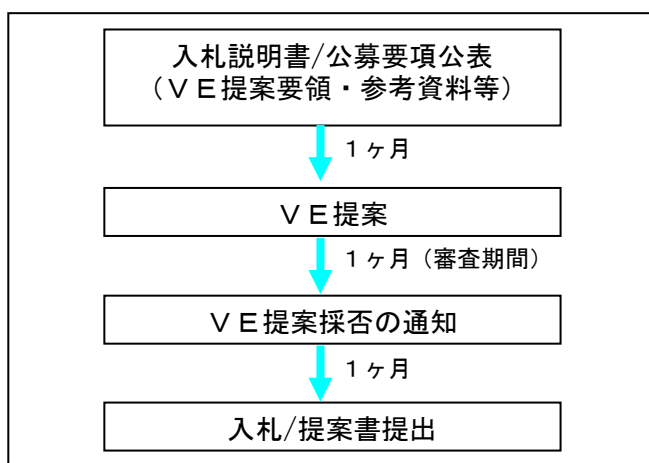 入札説明書/公募要項公表
（ＶＥ提案要領・参考資料等）
１ヶ月
ＶＥ提案
１ヶ月（審査期間）
ＶＥ提案採否の通知
１ヶ月
入札/提案書提出